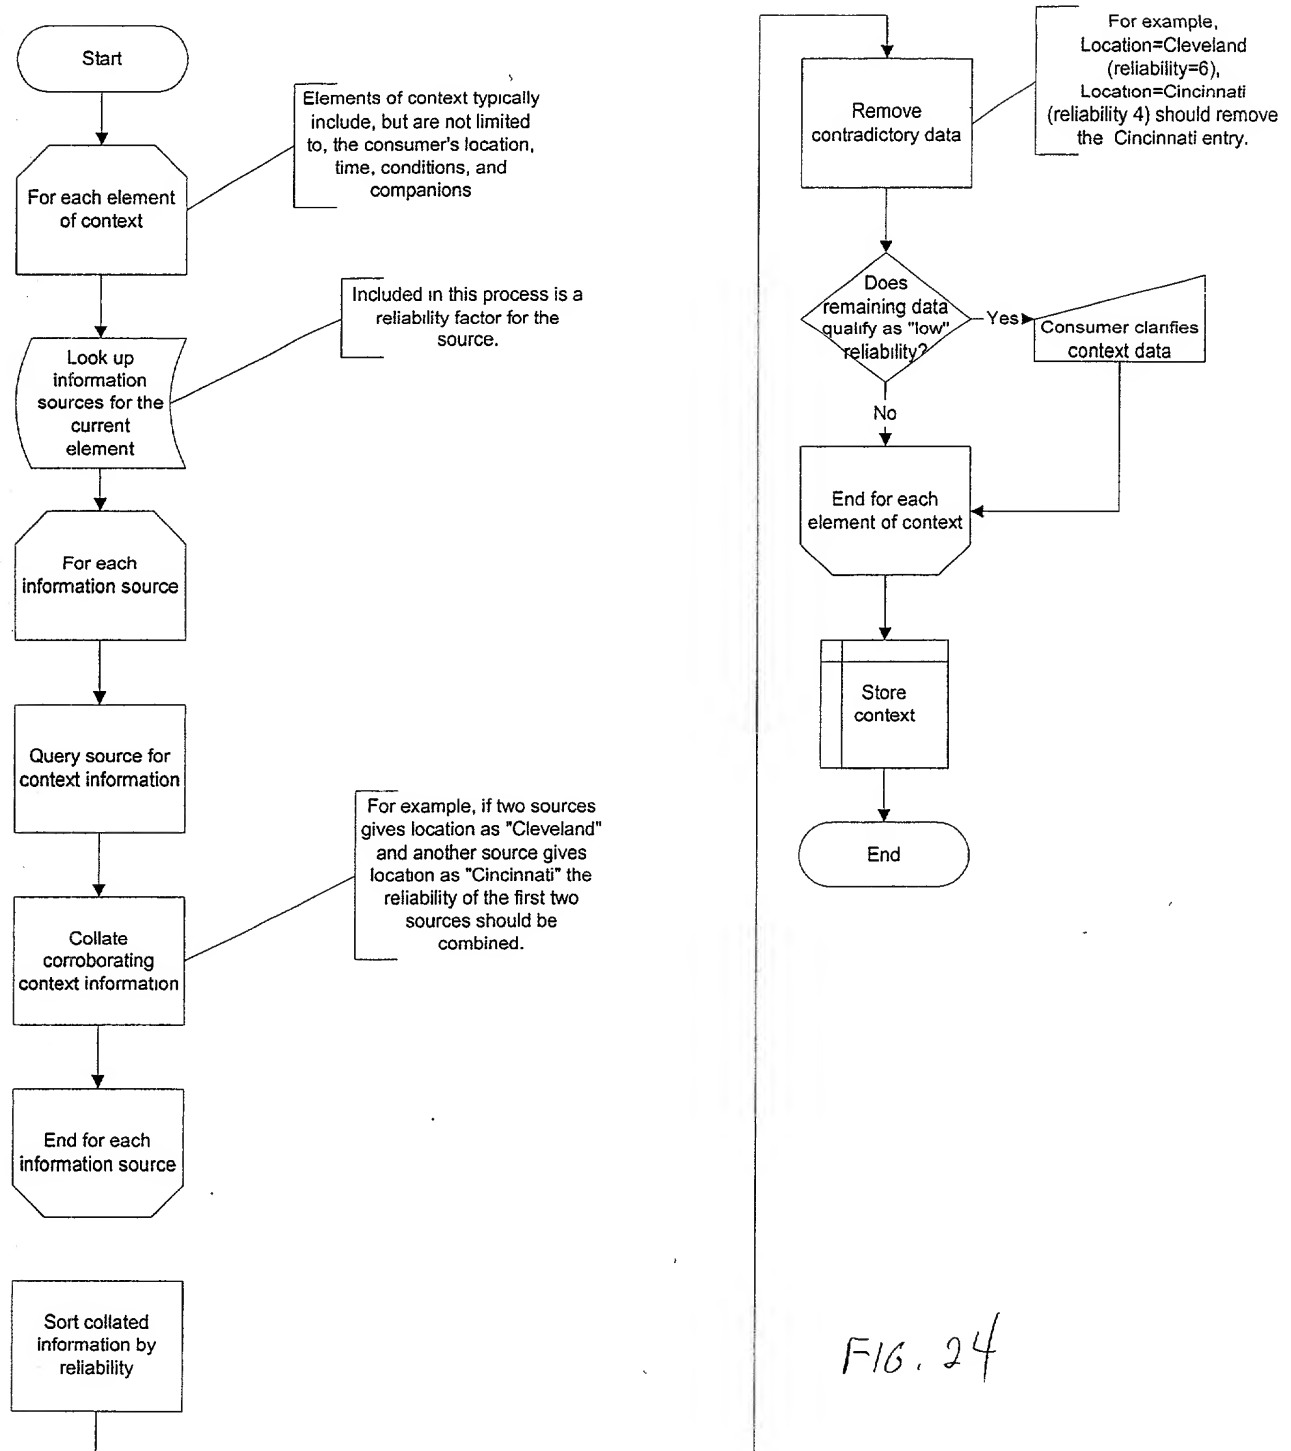 Start
For each element
of context
Elements of context typically
include, but are not limited
to, the consumer's location,
time, conditions, and
companions
Look up
information
sources for the
current
element
Included in this process is a
reliability factor for the
source.
For each
information source
Query source for
context information
Collate
corroborating
context information
For example, if two sources
gives location as "Cleveland"
and another source gives
location as "Cincinnati" the
reliability of the first two
sources should be
combined.
End for each
information source
Sort collated
information by
reliability
Remove
contradictory data
For example,
Location=Cleveland
(reliability=6),
Location=Cincinnati
(reliability 4) should remove
the Cincinnati entry.
Does
remaining data
qualify as "low"
reliability?
Yes
Consumer clarifies
context data
No
End for each
element of context
Store
context
End
FIG. 24